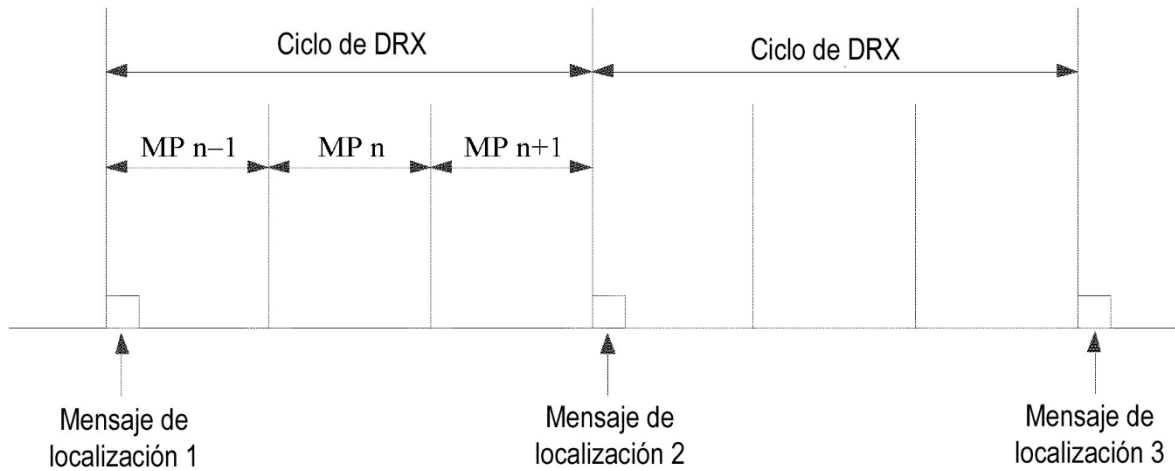 Ciclo de DRX
Ciclo de DRX
MP n–1
MP n
MP n+1
Mensaje de
localización 1
Mensaje de
localización 2
Mensaje de
localización 3